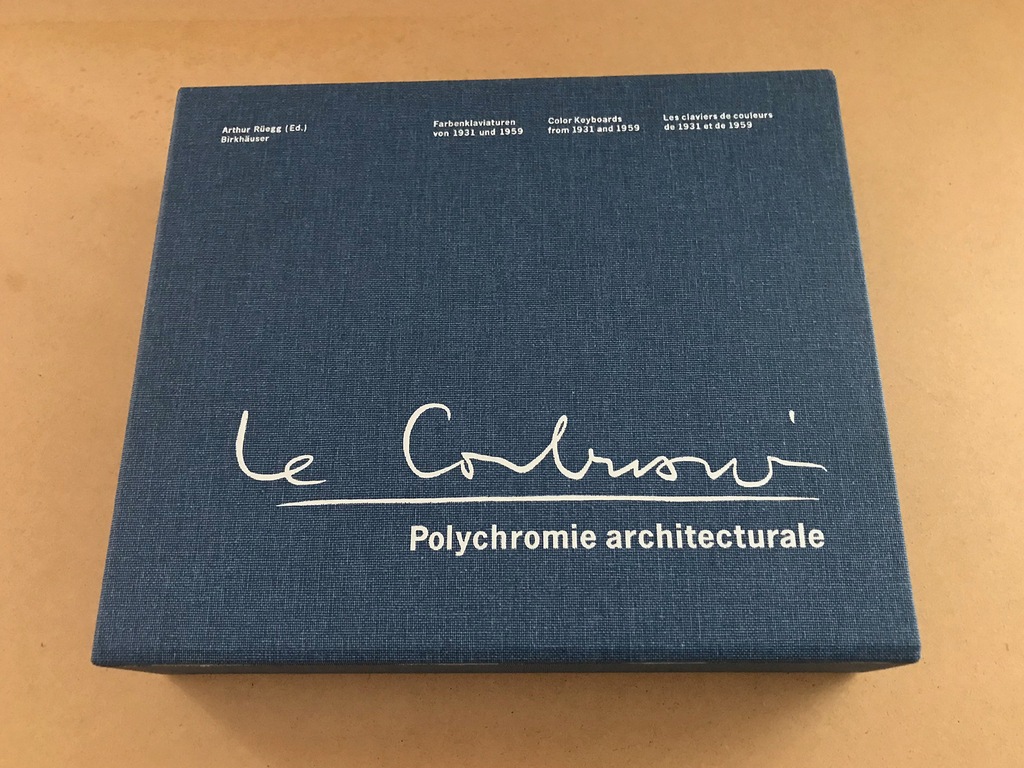 Arthur Rüegg (Ed.)
Birkhäuser
Farbenklaviaturen
von 1931 und 1959
Color Keyboards
from 1931 and 1959
Les claviers de couleurs
de 1931 et de 1959
Le Corbusier
Polychromie architecturale